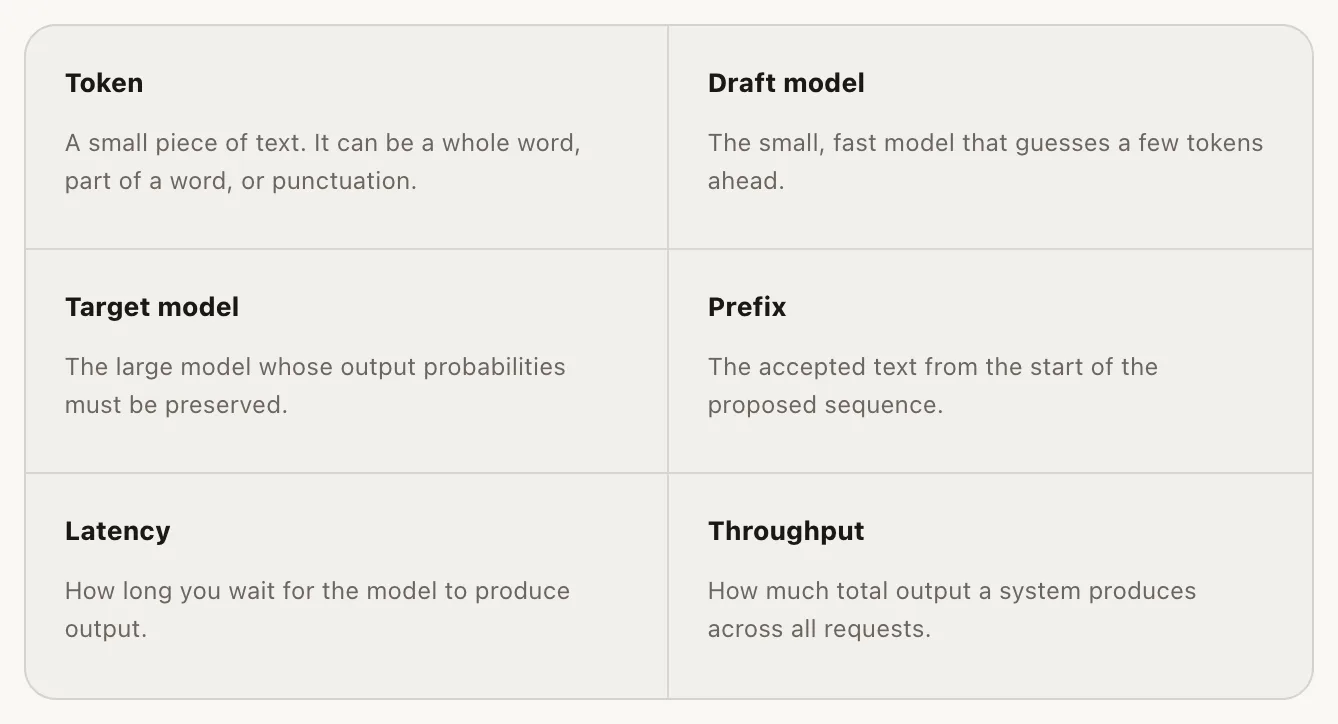 Token
A small piece of text. It can be a whole word,
part of a word, or punctuation.
Draft model
The small, fast model that guesses a few tokens
ahead.
Target model
The large model whose output probabilities
must be preserved.
Prefix
The accepted text from the start of the
proposed sequence.
Latency
How long you wait for the model to produce
output.
Throughput
How much total output a system produces
across all requests.